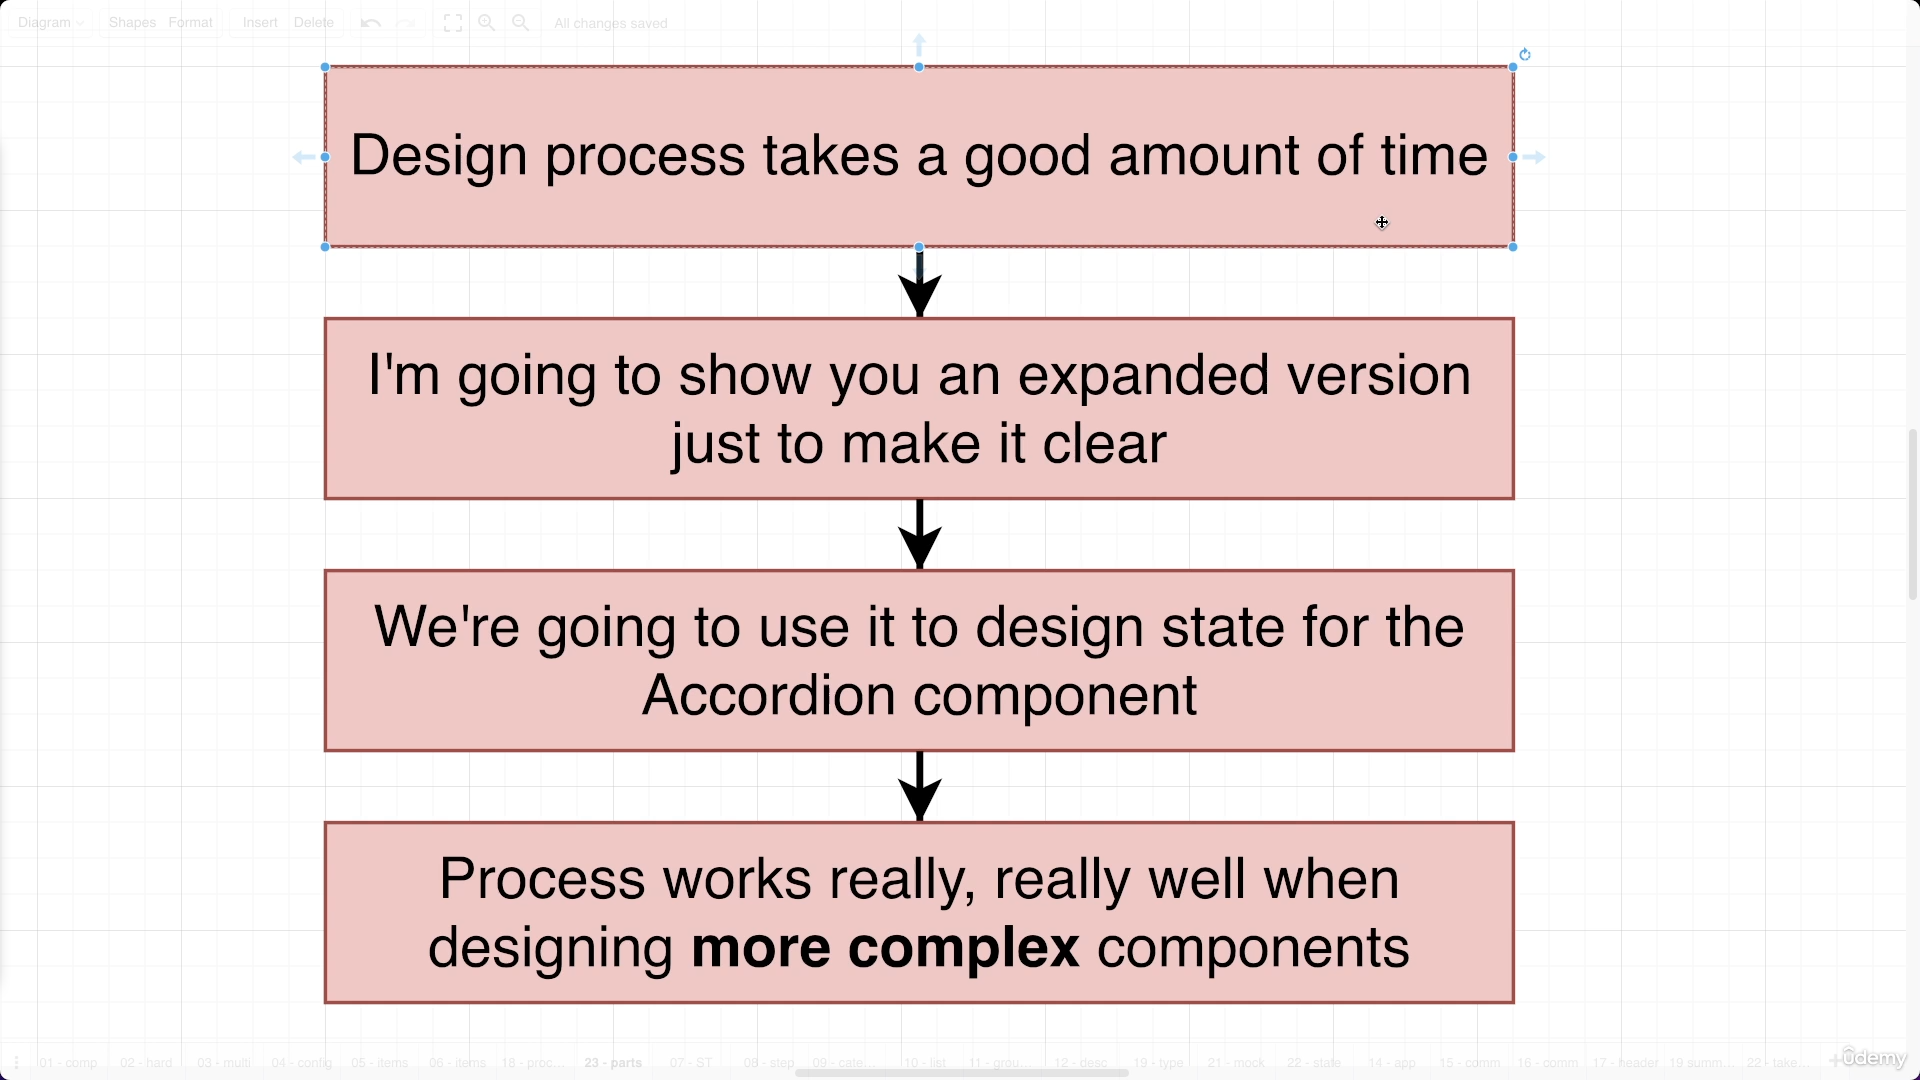 Diagram Shapes Format Insert Delete All changes saved
Design process takes a good amount of time
I'm going to show you an expanded version
just to make it clear
We're going to use it to design state for the
Accordion component
Process works really, really well when
designing more complex components
01 - comp 02 - hard 03 - multi 04 - config 05 - items 06 - items 18 - proc... 23 - parts 07 - ST 08 - step 09 - cate... 10 - list 11 - grou... 12 - desc 19 - type 21 - mock 22 - state 14 - app 15 - comm 16 - comm 17 - header 19 summ... 22 - take...
ûdemy